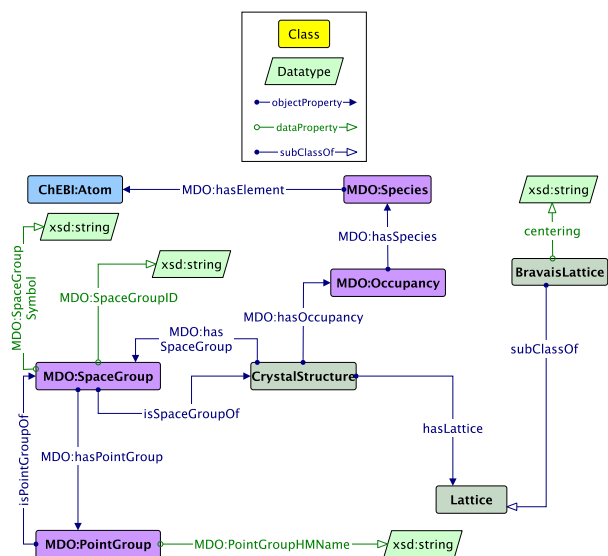 Class
Datatype
objectProperty
dataProperty
subClassOf
ChEBI:Atom
MDO:hasElement
MDO:Species
xsd:string
xsd:string
MDO:hasSpecies
centering
MDO:SpaceGroup
Symbol
xsd:string
BravaisLattice
MDO:Occupancy
MDO:SpaceGroupID
MDO:hasOccupancy
MDO:has
SpaceGroup
subClassOf
MDO:SpaceGroup
CrystalStructure
isSpaceGroupOf
hasLattice
isPointGroupOf
MDO:hasPointGroup
Lattice
MDO:PointGroup
MDO:PointGroupHMName
xsd:string